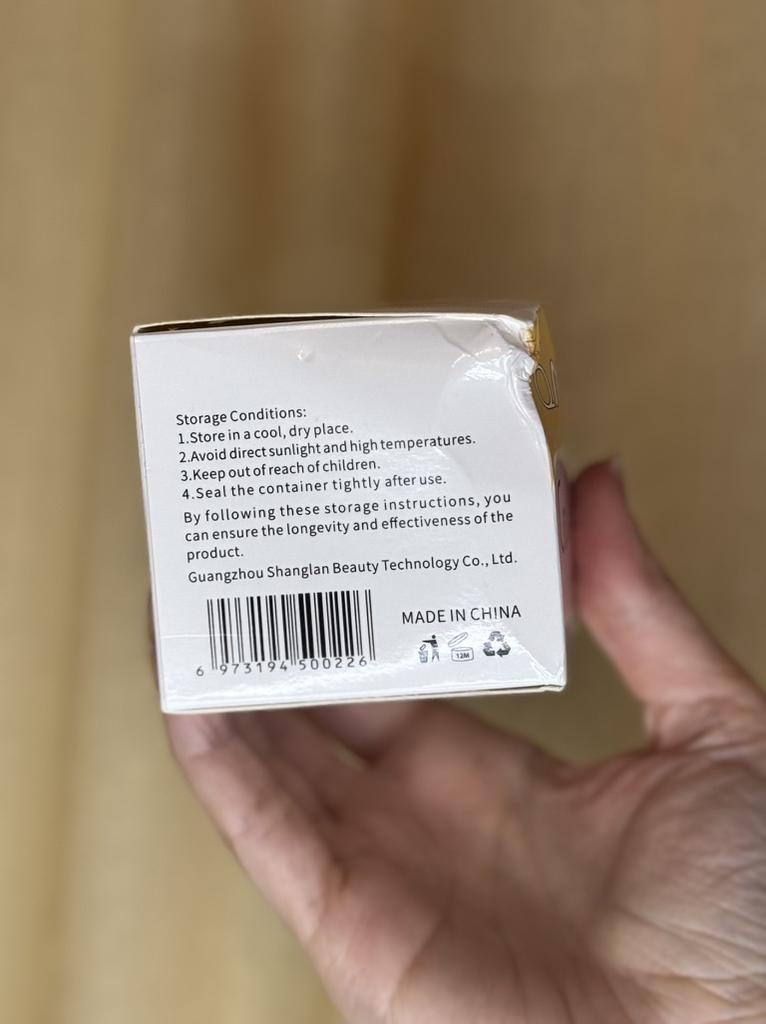 Storage Conditions:
1.Store in a cool, dry place.
2.Avoid direct sunlight and high temperatures.
3.Keep out of reach of children.
4.Seal the container tightly after use.
By following these storage instructions, you
can ensure the longevity and effectiveness of the
product.
Guangzhou Shanglan Beauty Technology Co., Ltd.
MADE IN CHINA
12M
6 973194 500226